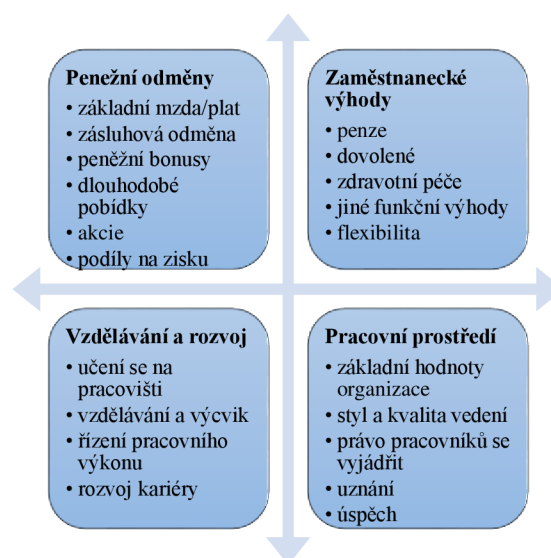 Penežní odměny
• základní mzda/plat
• zásluhová odměna
• peněžní bonusy
• dlouhodobé
pobídky
• akcie
• podíly na zisku
Zaměstnanecké
výhody
• penze
• dovolené
• zdravotní péče
• jiné funkční výhody
• flexibilita
Vzdělávání a rozvoj
• učení se na
pracovišti
• vzdělávání a výcvik
• řízení pracovního
výkonu
• rozvoj kariéry
Pracovní prostředí
• základní hodnoty
organizace
• styl a kvalita vedení
• právo pracovníků se
vyjádřit
• uznání
• úspěch